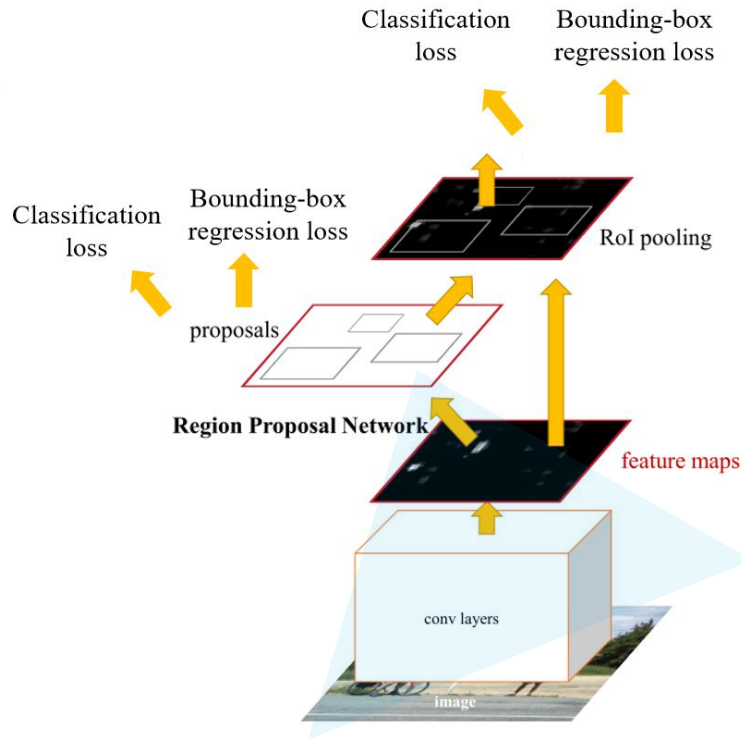 Classification
loss
Bounding-box
regression loss
Classification
loss
Bounding-box
regression loss
RoI pooling
proposals
Region Proposal Network
feature maps
conv layers
image